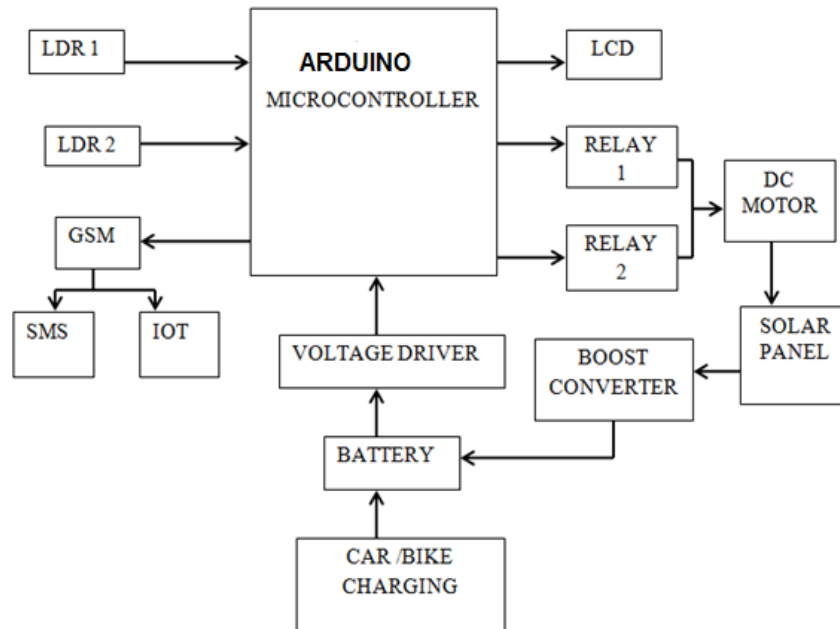 LDR 1
ARDUINO
MICROCONTROLLER
LCD
LDR 2
RELAY
1
DC
MOTOR
GSM
RELAY
2
SMS
IOT
VOLTAGE DRIVER
BOOST
CONVERTER
SOLAR
PANEL
BATTERY
CAR /BIKE
CHARGING